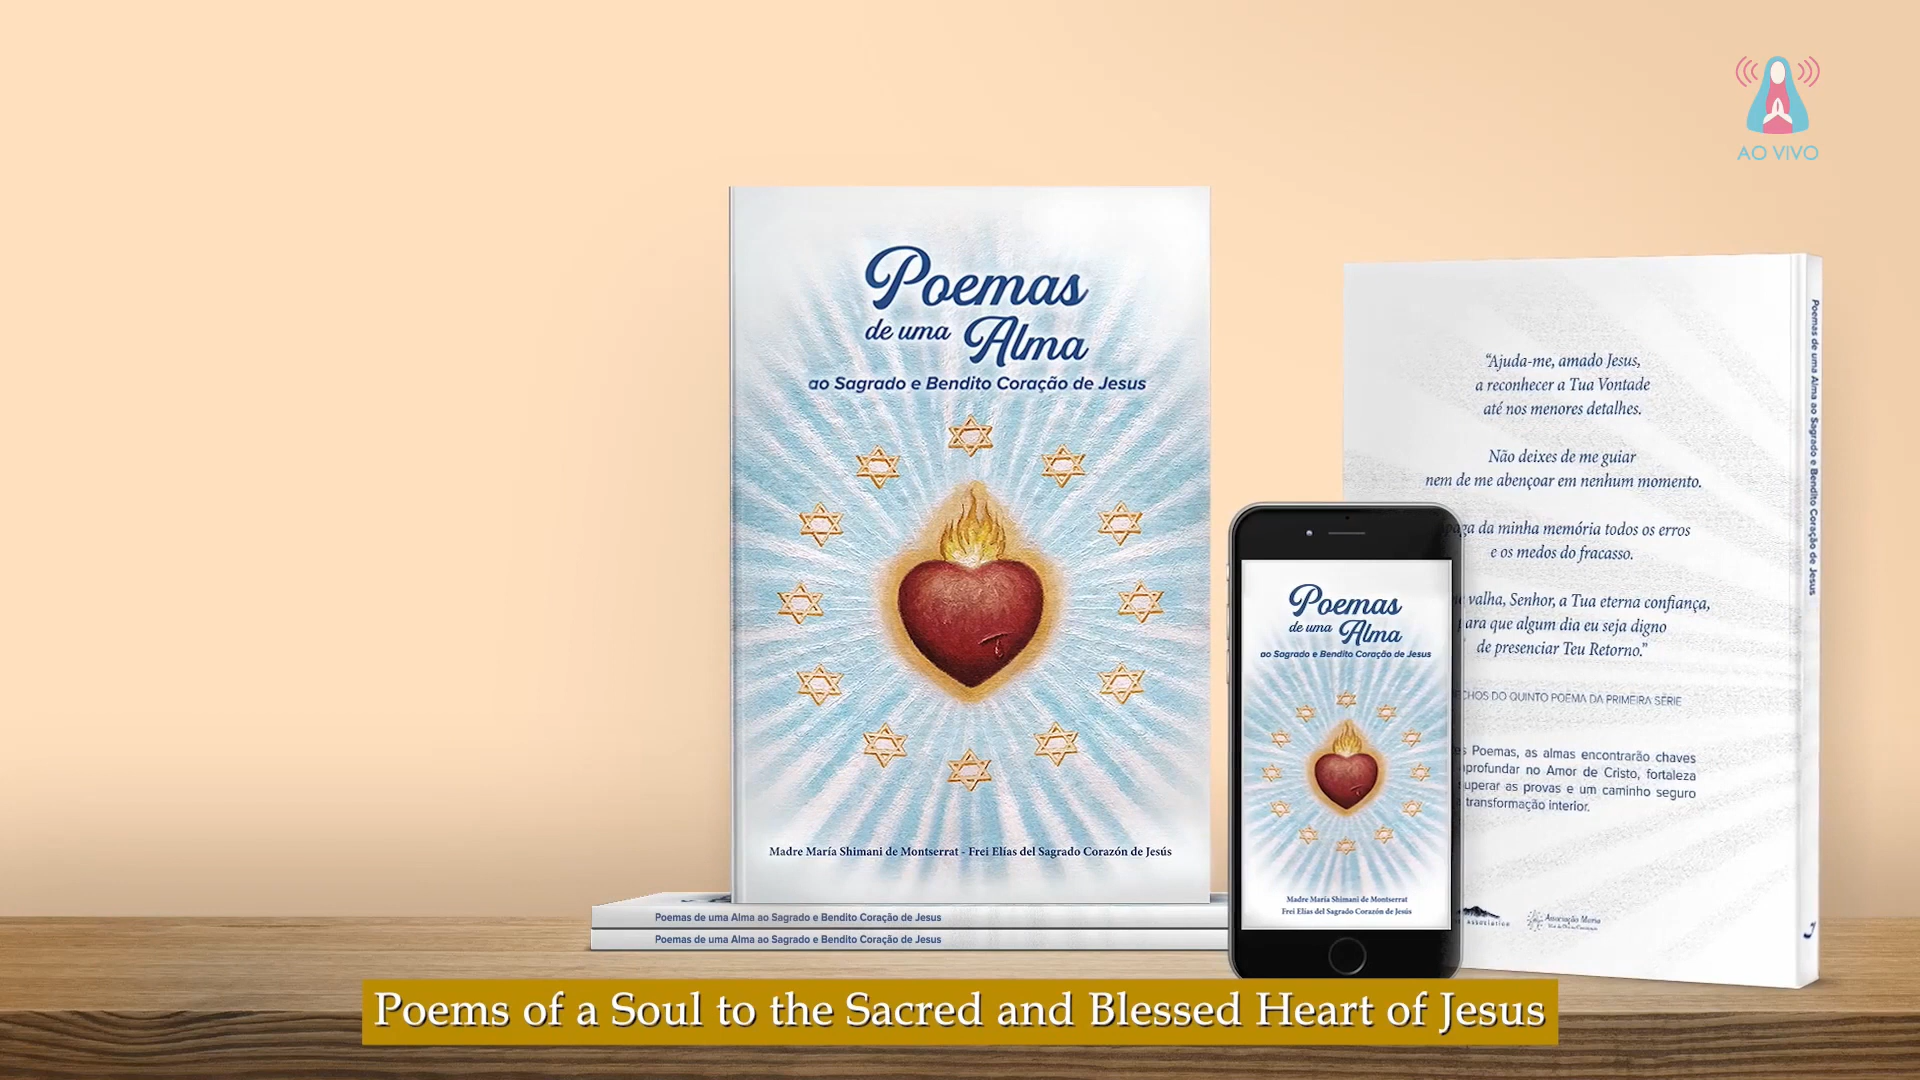 AO VIVO
Poemas
de uma Alma
ao Sagrado e Bendito Coração de Jesus
Madre María Shimani de Montserrat - Frei Elías del Sagrado Corazón de Jesús
Poemas de uma Alma ao Sagrado e Bendito Coração de Jesus
Poemas de uma Alma ao Sagrado e Bendito Coração de Jesus
Poemas
de uma Alma
ao Sagrado e Bendito Coração de Jesus
Madre María Shimani de Montserrat
Frei Elías del Sagrado Corazón de Jesús
“Ajuda-me, amado Jesus,
a reconhecer a Tua Vontade
até nos menores detalhes.
Não deixes de me guiar
nem de me abençoar em nenhum momento.
da minha memória todos os erros
e os medos do fracasso.
valha, Senhor, a Tua eterna confiança,
para que algum dia eu seja digno
de presenciar Teu Retorno.”
DO QUINTO POEMA DA PRIMEIRA SÉRIE
Poemas, as almas encontrarão chaves
no Amor de Cristo, fortaleza
as provas e um caminho seguro
transformação interior.
Associação Maria
Poemas de uma Alma ao Sagrado e Bendito Coração de Jesus
Poems of a Soul to the Sacred and Blessed Heart of Jesus